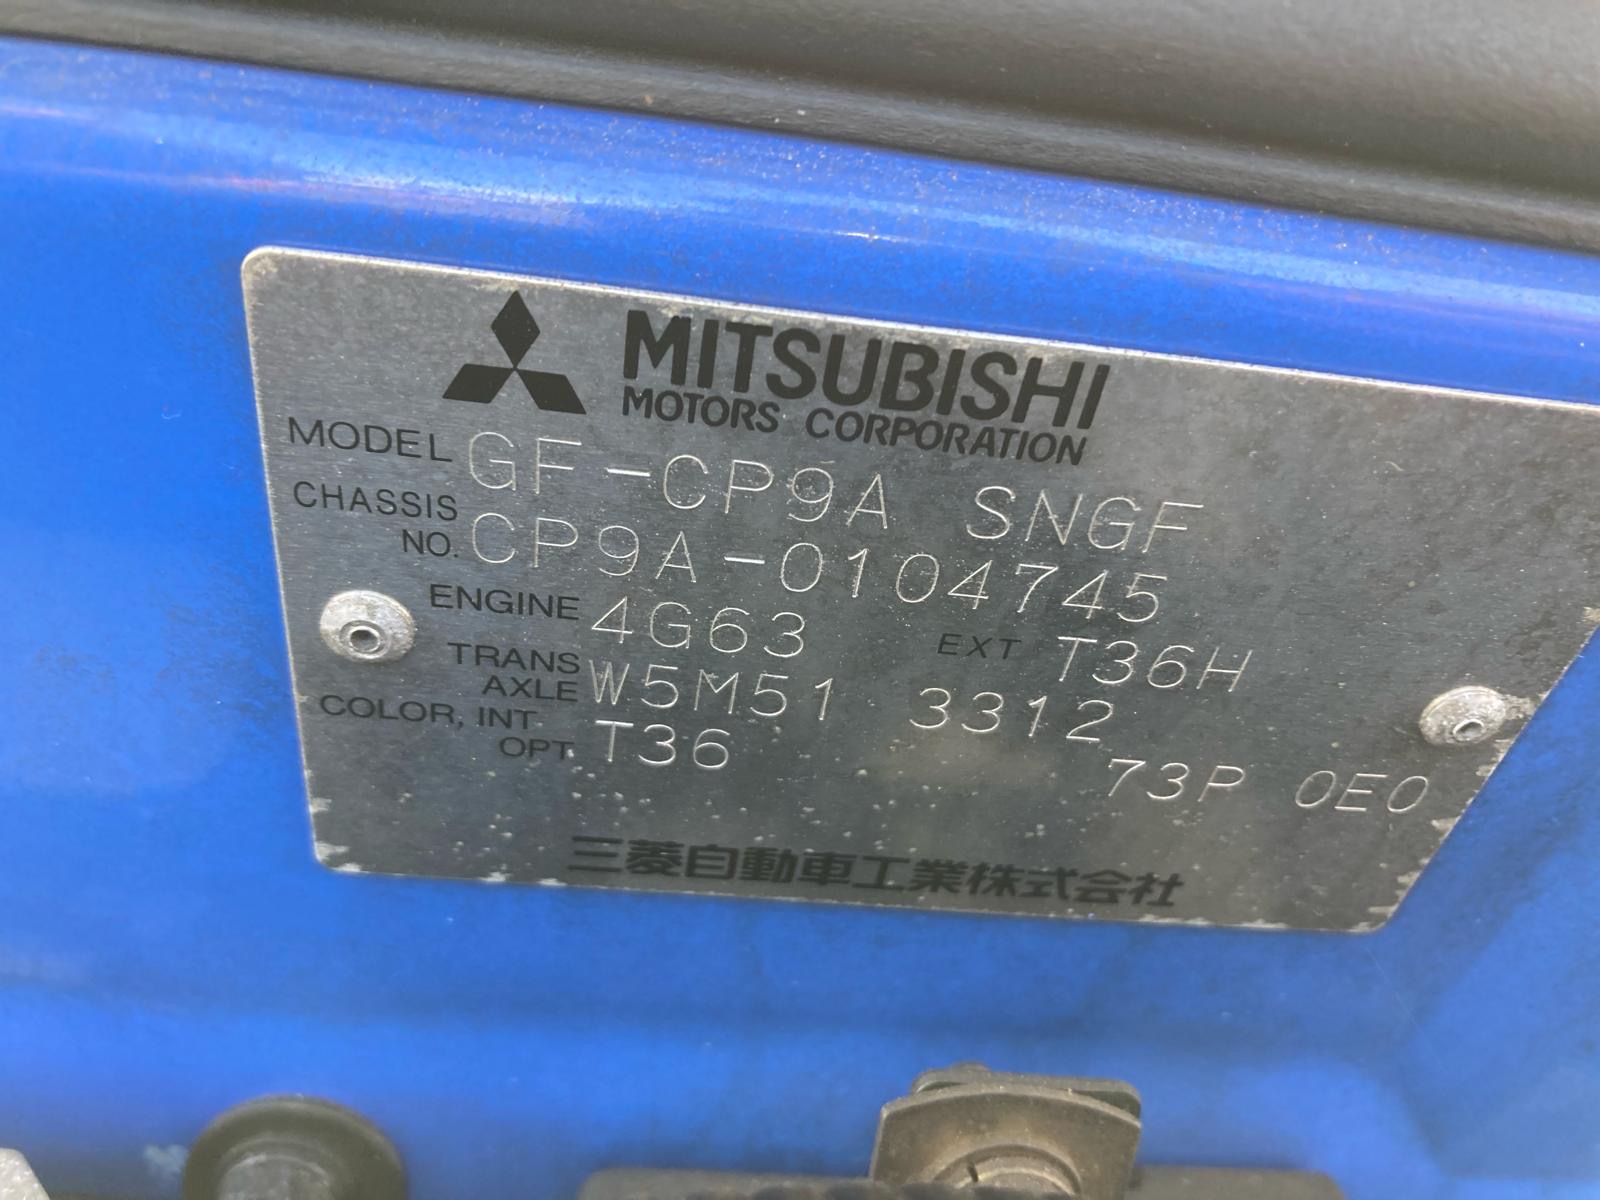 MITSUBISHI
MOTORS CORPORATION
MODEL GF-CP9A SNGF
CHASSIS NO. CP9A-0104745
ENGINE 4G63 EXT T36H
TRANS AXLE W5M51 3312
COLOR, INT OPT T36 73P 0E0
三菱自動車工業株式会社